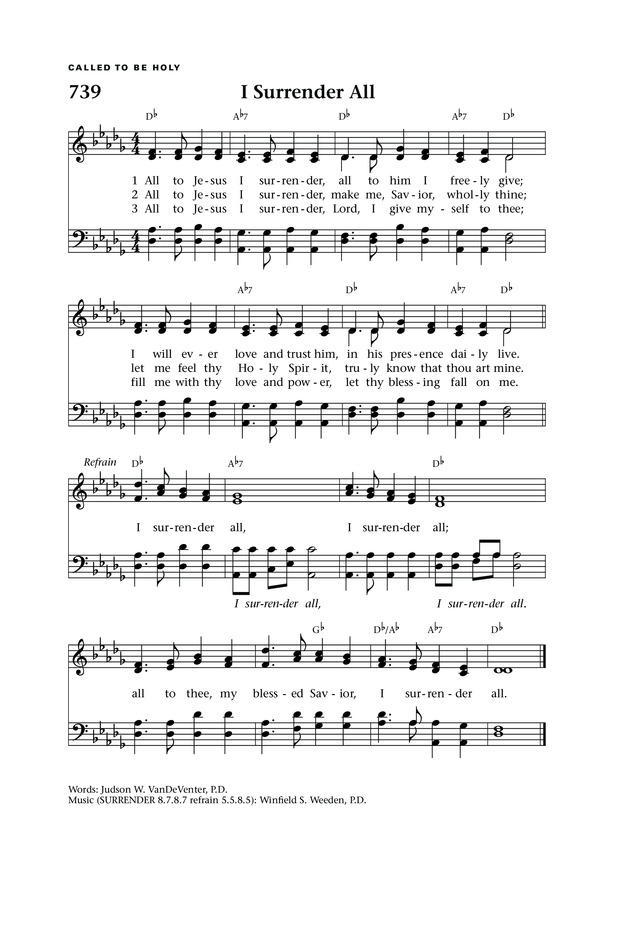 CALLED TO BE HOLY
739 I Surrender All
D♭ A♭7 D♭ A♭7 D♭
1 All to Je-sus I sur-ren-der, all to him I free-ly give;
2 All to Je-sus I sur-ren-der, make me, Sav-ior, whol-ly thine;
3 All to Je-sus I sur-ren-der, Lord, I give my-self to thee;
A♭7 D♭ A♭7 D♭
I will ev-er love and trust him, in his pres-ence dai-ly live.
let me feel thy Ho-ly Spir-it, tru-ly know that thou art mine.
fill me with thy love and pow-er, let thy bless-ing fall on me.
Refrain D♭ A♭7 D♭
I sur-ren-der all, I sur-ren-der all;
I sur-ren-der all, I sur-ren-der all.
G♭ D♭/A♭ A♭7 D♭
all to thee, my bless-ed Sav-ior, I sur-ren-der all.
Words: Judson W. VanDeVenter, P.D.
Music (SURRENDER 8.7.8.7 refrain 5.5.8.5): Winfield S. Weeden, P.D.